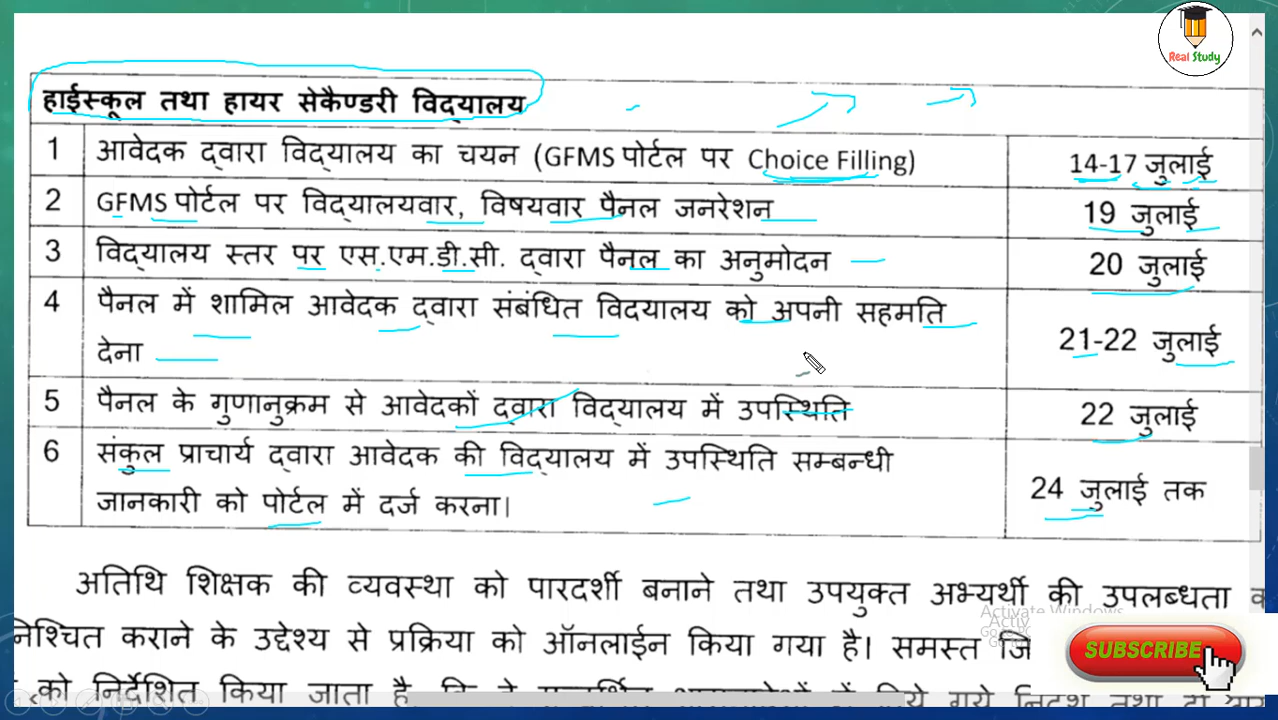 Real Study
हाईस्कूल तथा हायर सेकैण्डरी विद्यालय
1 आवेदक द्वारा विद्यालय का चयन (GFMS पोर्टल पर Choice Filling) 14-17 जुलाई
2 GFMS पोर्टल पर विद्यालयवार, विषयवार पैनल जनरेशन 19 जुलाई
3 विद्यालय स्तर पर एस.एम.डी.सी. द्वारा पैनल का अनुमोदन 20 जुलाई
4 पैनल में शामिल आवेदक द्वारा संबंधित विदयालय को अपनी सहमति
देना 21-22 जुलाई
5 पैनल के गुणानुक्रम से आवेदकों द्वारा विद्यालय में उपस्थिति 22 जुलाई
6 संकुल प्राचार्य द्वारा आवेदक की विद्यालय में उपस्थिति सम्बन्धी
जानकारी को पोर्टल में दर्ज करना। 24 जुलाई तक
अतिथि शिक्षक की व्यवस्था को पारदर्शी बनाने तथा उपयुक्त अभ्यर्थी की उपलब्धता
Activate Windows
निश्चित कराने के उद्देश्य से प्रक्रिया को ऑनलाईन किया गया है। समस्त
SUBSCRIBE
को निर्देशित किया जाता है